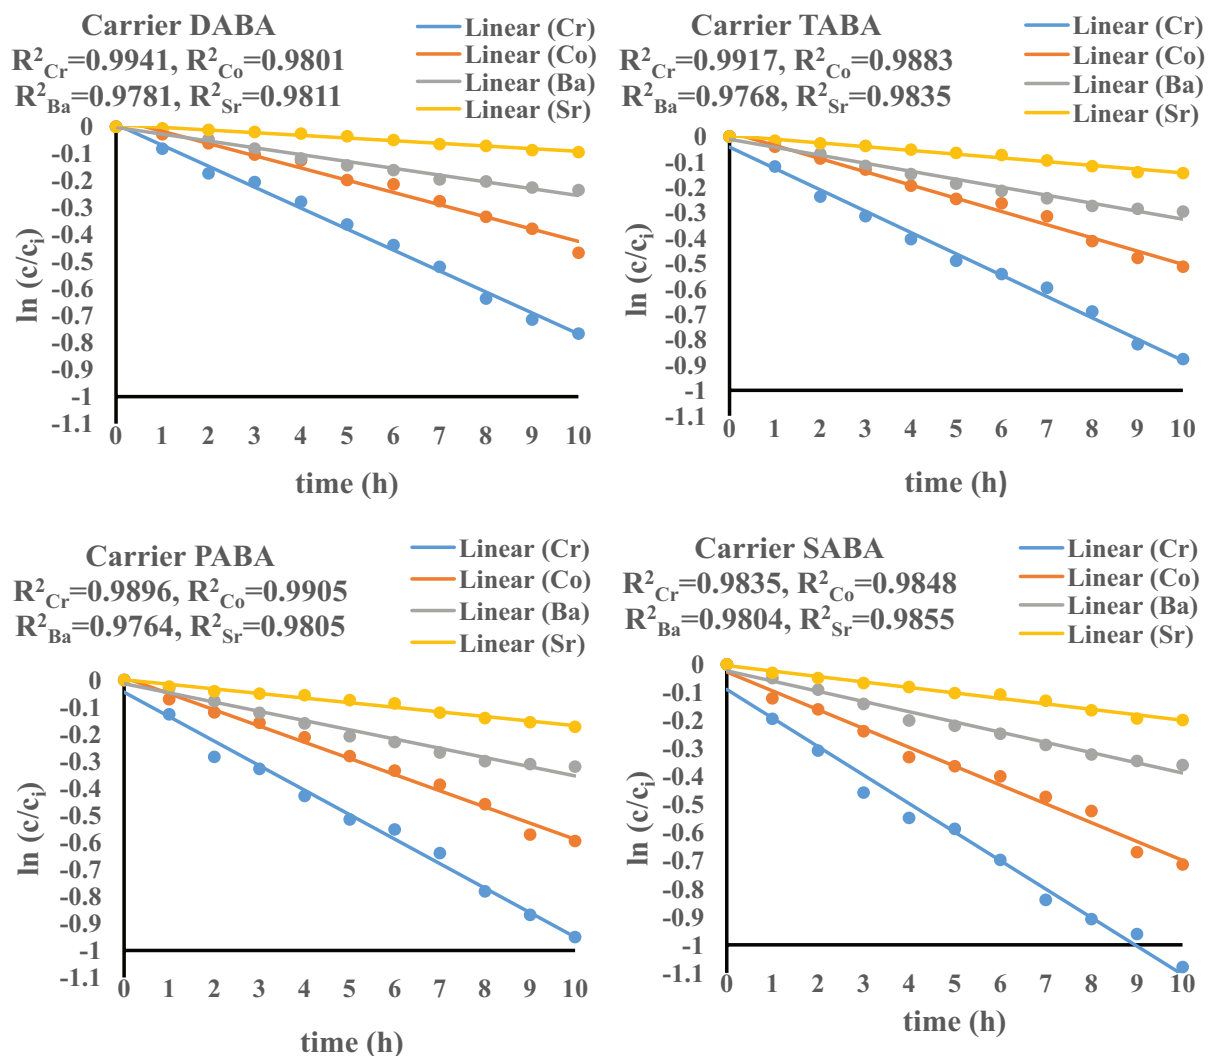 Carrier DABA
R²Cr=0.9941, R²Co=0.9801
R²Ba=0.9781, R²Sr=0.9811
Linear (Cr)
Linear (Co)
Linear (Ba)
Linear (Sr)
0
-0.1
-0.2
-0.3
-0.4
-0.5
-0.6
-0.7
-0.8
-0.9
-1
-1.1
ln (c/ci)
0 1 2 3 4 5 6 7 8 9 10
time (h)
Carrier TABA
R²Cr=0.9917, R²Co=0.9883
R²Ba=0.9768, R²Sr=0.9835
Linear (Cr)
Linear (Co)
Linear (Ba)
Linear (Sr)
0
-0.1
-0.2
-0.3
-0.4
-0.5
-0.6
-0.7
-0.8
-0.9
-1
-1.1
ln (c/ci)
0 1 2 3 4 5 6 7 8 9 10
time (h)
Carrier PABA
R²Cr=0.9896, R²Co=0.9905
R²Ba=0.9764, R²Sr=0.9805
Linear (Cr)
Linear (Co)
Linear (Ba)
Linear (Sr)
0
-0.1
-0.2
-0.3
-0.4
-0.5
-0.6
-0.7
-0.8
-0.9
-1
-1.1
ln (c/ci)
0 1 2 3 4 5 6 7 8 9 10
time (h)
Carrier SABA
R²Cr=0.9835, R²Co=0.9848
R²Ba=0.9804, R²Sr=0.9855
Linear (Cr)
Linear (Co)
Linear (Ba)
Linear (Sr)
0
-0.1
-0.2
-0.3
-0.4
-0.5
-0.6
-0.7
-0.8
-0.9
-1
-1.1
ln (c/ci)
0 1 2 3 4 5 6 7 8 9 10
time (h)